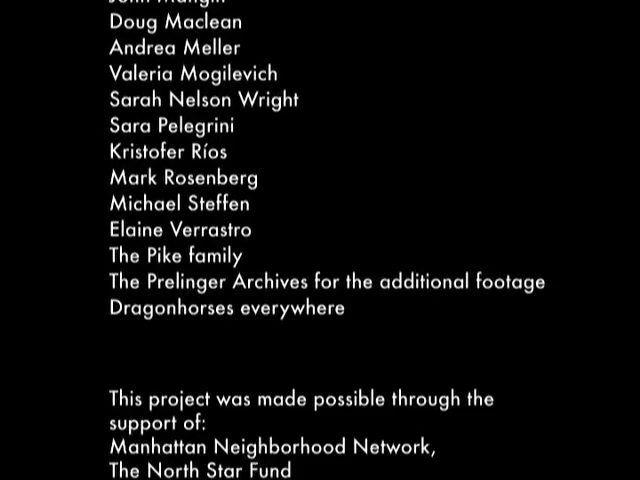 Doug Maclean
Andrea Meller
Valeria Mogilevich
Sarah Nelson Wright
Sara Pelegrini
Kristofer Ríos
Mark Rosenberg
Michael Steffen
Elaine Verrastro
The Pike family
The Prelinger Archives for the additional footage
Dragonhorses everywhere
This project was made possible through the
support of:
Manhattan Neighborhood Network,
The North Star Fund